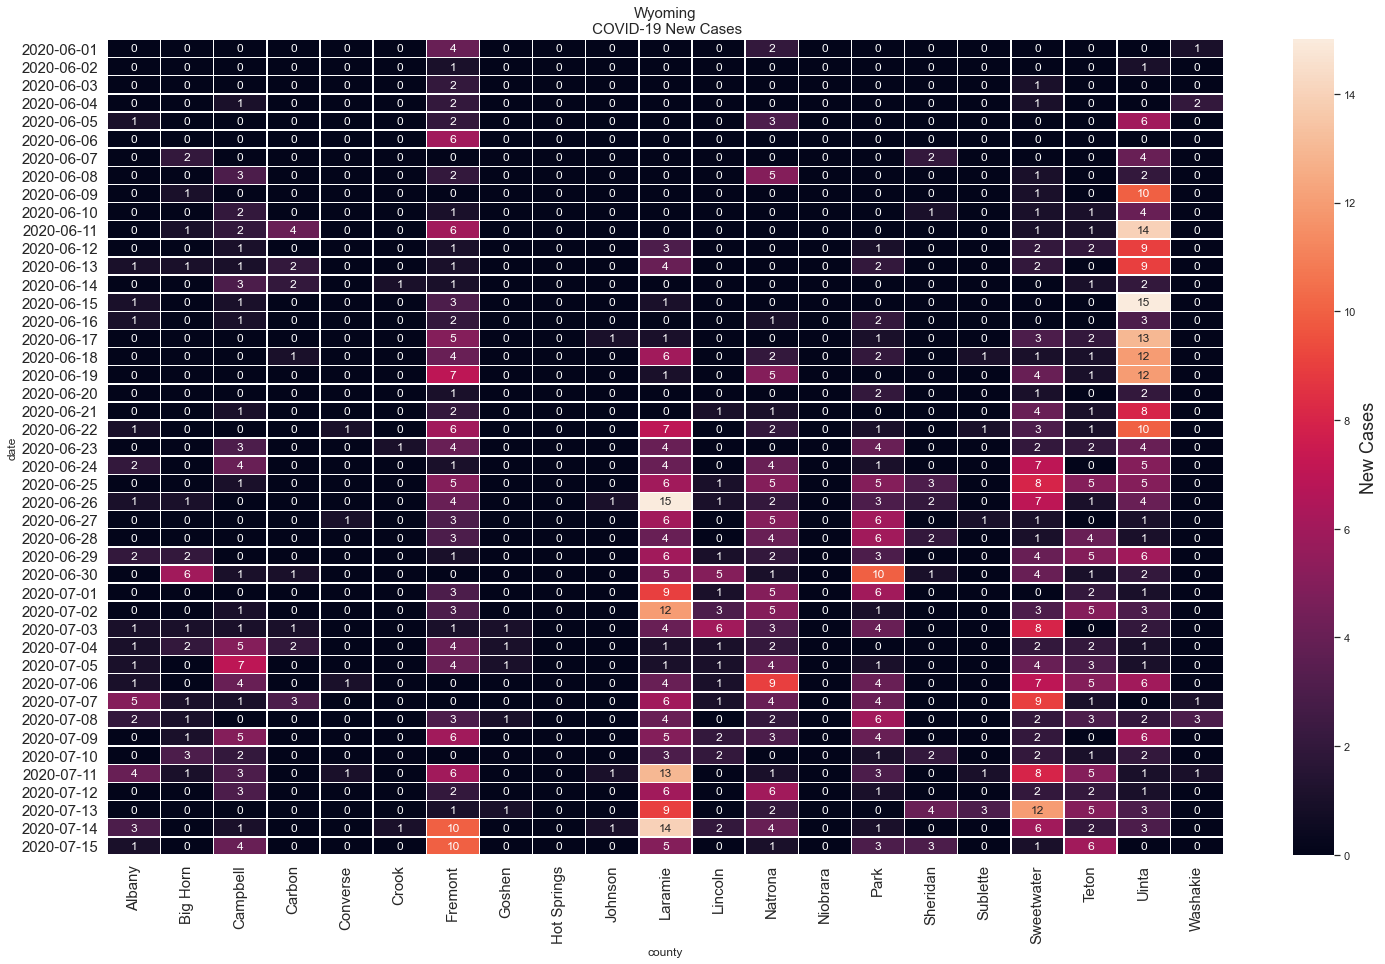 Wyoming
COVID-19 New Cases
2020-06-01 0 0 0 0 0 0 4 0 0 0 0 0 2 0 0 0 0 0 0 0 1
2020-06-02 0 0 0 0 0 0 1 0 0 0 0 0 0 0 0 0 0 0 0 1 0
2020-06-03 0 0 0 0 0 0 2 0 0 0 0 0 0 0 0 0 0 1 0 0 0
2020-06-04 0 0 1 0 0 0 2 0 0 0 0 0 0 0 0 0 0 1 0 0 2
2020-06-05 1 0 0 0 0 0 2 0 0 0 0 0 3 0 0 0 0 0 0 6 0
2020-06-06 0 0 0 0 0 0 6 0 0 0 0 0 0 0 0 0 0 0 0 0 0
2020-06-07 0 2 0 0 0 0 0 0 0 0 0 0 0 0 0 2 0 0 0 4 0
2020-06-08 0 0 3 0 0 0 2 0 0 0 0 0 5 0 0 0 0 1 0 2 0
2020-06-09 0 1 0 0 0 0 0 0 0 0 0 0 0 0 0 0 0 1 0 10 0
2020-06-10 0 0 2 0 0 0 1 0 0 0 0 0 0 0 0 1 0 1 1 4 0
2020-06-11 0 1 2 4 0 0 6 0 0 0 0 0 0 0 0 0 0 1 1 14 0
2020-06-12 0 0 1 0 0 0 1 0 0 0 3 0 0 0 1 0 0 2 2 9 0
2020-06-13 1 1 1 2 0 0 1 0 0 0 4 0 0 0 2 0 0 2 0 9 0
2020-06-14 0 0 3 2 0 1 1 0 0 0 0 0 0 0 0 0 0 0 1 2 0
2020-06-15 1 0 1 0 0 0 3 0 0 0 1 0 0 0 0 0 0 0 0 15 0
2020-06-16 1 0 1 0 0 0 2 0 0 0 0 0 1 0 2 0 0 0 0 3 0
2020-06-17 0 0 0 0 0 0 5 0 0 1 1 0 0 0 1 0 0 3 2 13 0
2020-06-18 0 0 0 1 0 0 4 0 0 0 6 0 2 0 2 0 1 1 1 12 0
2020-06-19 0 0 0 0 0 0 7 0 0 0 1 0 5 0 0 0 0 4 1 12 0
2020-06-20 0 0 0 0 0 0 1 0 0 0 0 0 0 0 2 0 0 1 0 2 0
2020-06-21 0 0 1 0 0 0 2 0 0 0 0 1 1 0 0 0 0 4 1 8 0
2020-06-22 1 0 0 0 1 0 6 0 0 0 7 0 2 0 1 0 1 3 1 10 0
2020-06-23 0 0 3 0 0 1 4 0 0 0 4 0 0 0 4 0 0 2 2 4 0
2020-06-24 2 0 4 0 0 0 1 0 0 0 4 0 4 0 1 0 0 7 0 5 0
2020-06-25 0 0 1 0 0 0 5 0 0 0 6 1 5 0 5 3 0 8 5 5 0
2020-06-26 1 1 0 0 0 0 4 0 0 1 15 1 2 0 3 2 0 7 1 4 0
2020-06-27 0 0 0 0 1 0 3 0 0 0 6 0 5 0 6 0 1 1 0 1 0
2020-06-28 0 0 0 0 0 0 3 0 0 0 4 0 4 0 6 2 0 1 4 1 0
2020-06-29 2 2 0 0 0 0 1 0 0 0 6 1 2 0 3 0 0 4 5 6 0
2020-06-30 0 6 1 1 0 0 0 0 0 0 5 5 1 0 10 1 0 4 1 2 0
2020-07-01 0 0 0 0 0 0 3 0 0 0 9 1 5 0 6 0 0 0 2 1 0
2020-07-02 0 0 1 0 0 0 3 0 0 0 12 3 5 0 1 0 0 3 5 3 0
2020-07-03 1 1 1 1 0 0 1 1 0 0 4 6 3 0 4 0 0 8 0 2 0
2020-07-04 1 2 5 2 0 0 4 1 0 0 1 1 2 0 0 0 0 2 2 1 0
2020-07-05 1 0 7 0 0 0 4 1 0 0 1 1 4 0 1 0 0 4 3 1 0
2020-07-06 1 0 4 0 1 0 0 0 0 0 4 1 9 0 4 0 0 7 5 6 0
2020-07-07 5 1 1 3 0 0 0 0 0 0 6 1 4 0 4 0 0 9 1 0 1
2020-07-08 2 1 0 0 0 0 3 1 0 0 4 0 2 0 6 0 0 2 3 2 3
2020-07-09 0 1 5 0 0 0 6 0 0 0 5 2 3 0 4 0 0 2 0 6 0
2020-07-10 0 3 2 0 0 0 0 0 0 0 3 2 0 0 1 2 0 2 1 2 0
2020-07-11 4 1 3 0 1 0 6 0 0 1 13 0 1 0 3 0 1 8 5 1 1
2020-07-12 0 0 3 0 0 0 2 0 0 0 6 0 6 0 1 0 0 2 2 1 0
2020-07-13 0 0 0 0 0 0 1 1 0 0 9 0 2 0 0 4 3 12 5 3 0
2020-07-14 3 0 1 0 0 1 10 0 0 1 14 2 4 0 1 0 0 6 2 3 0
2020-07-15 1 0 4 0 0 0 10 0 0 0 5 0 1 0 3 3 0 1 6 0 0
Albany Big Horn Campbell Carbon Converse Crook Fremont Goshen Hot Springs Johnson Laramie Lincoln Natrona Niobrara Park Sheridan Sublette Sweetwater Teton Uinta Washakie
county
date
14
12
10
8
6
4
2
0
New Cases